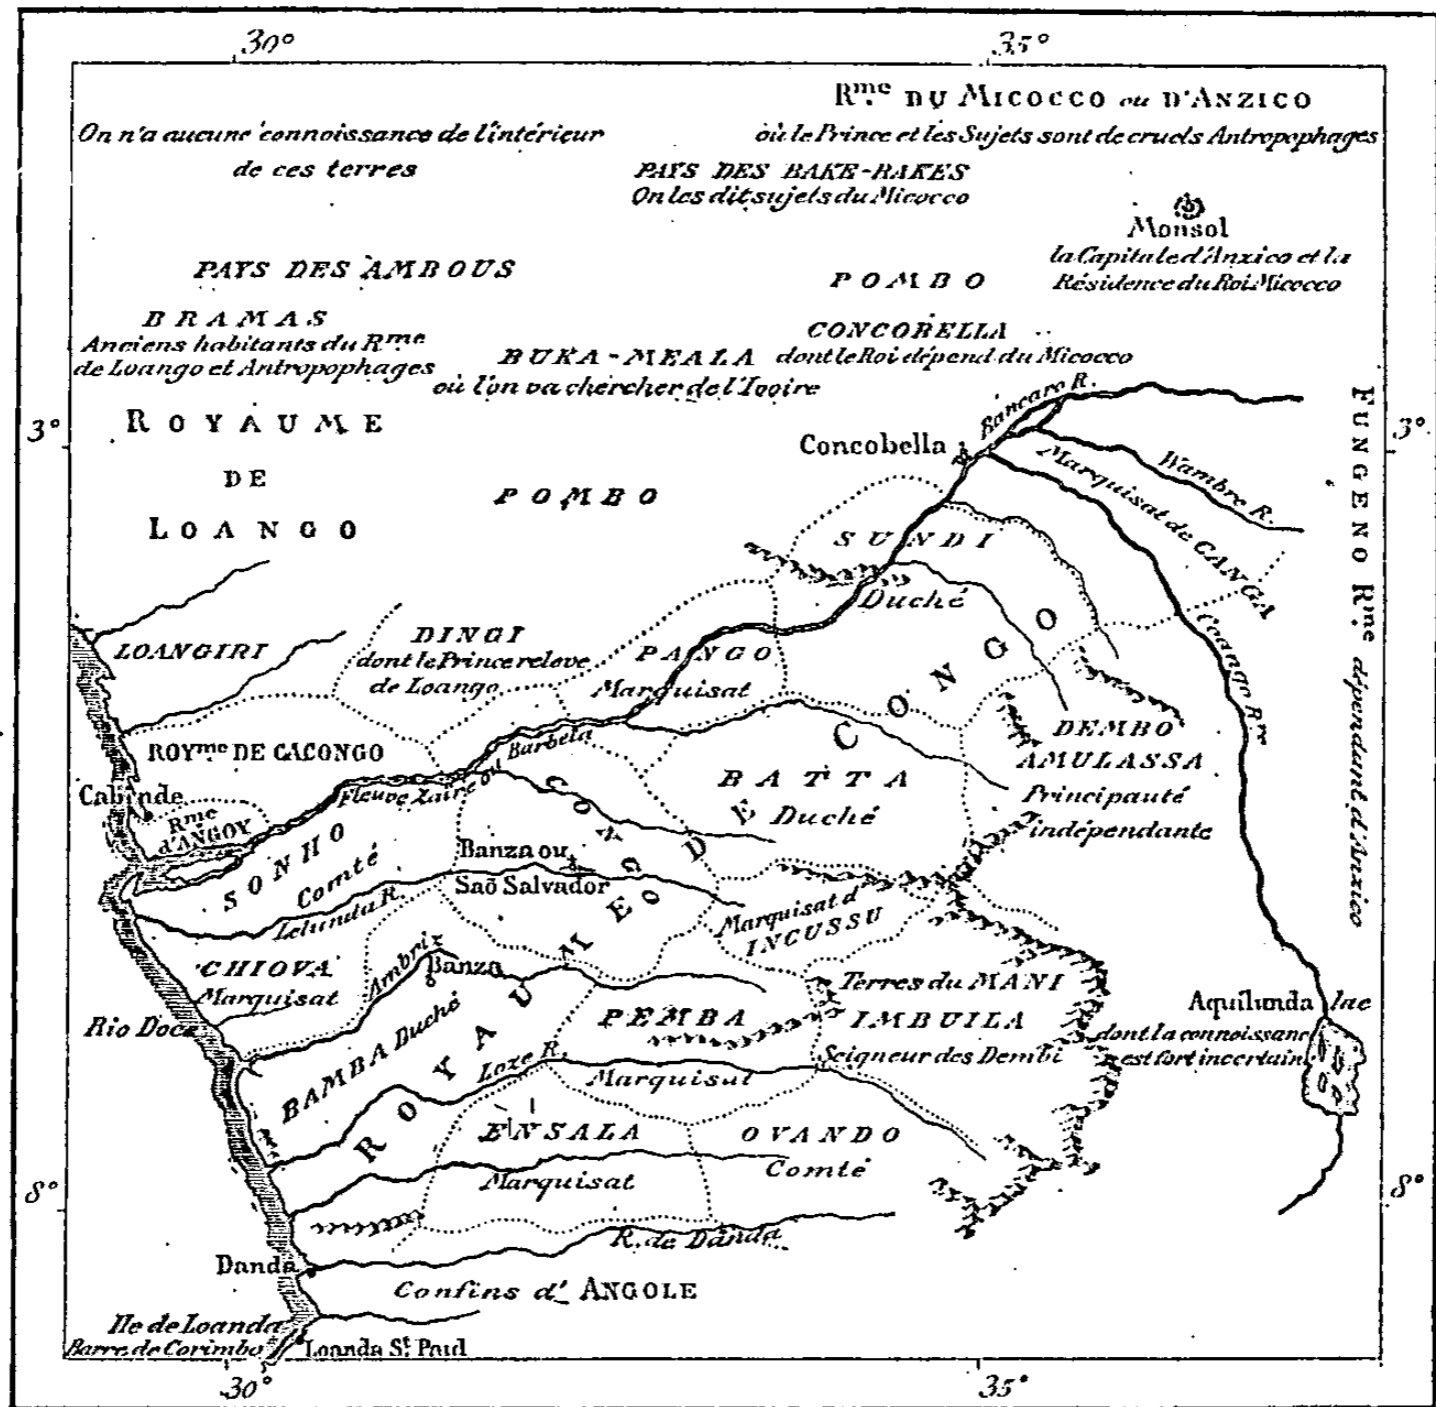 30°
35°
Rme DU MICOCCO ou D'ANZICO
où le Prince et les Sujets sont de cruels Antropophages
On n'a aucune connoissance de l'intérieur
de ces terres
PAYS DES BAKE-BAKES
On les dit sujets du Micocco
Monsol
la Capitale d'Anxico et la
Résidence du Roi Micocco
PAYS DES AMBOUS
POMBO
BRAMAS
Anciens habitants du Rme
de Loango et Antropophages
CONCOBELLA
dont le Roi dépend du Micocco
BUKA-MEALA
où l'on va chercher de l'Ivoire
ROYAUME
DE
LOANGO
3°
3°
Concobella
Bancaro R.
Wambre R.
Marquisat de CANGA
Coango Rre
FUNGENO Rme dépendant d'Anxico
POMBO
SUNDI
Duché
LOANGIRI
DINGI
dont le Prince releve
de Loango
PANGO
Marquisat
ROYme DE CACONGO
Cabinde
Rme
d'ANGOY
Fleuve Zaire ou Barbela
SONHO
Comté
Lelunda R.
CONGO
Banza ou
Saõ Salvador
BATTA
Duché
DEMBO
AMULASSA
Principauté
indépendante
ROYAUME DE CONGO
Marquisat d'
INCUSSU
CHIOVA
Marquisat
Ambriz
Banza
Rio Doce
BAMBA Duché
Loze R.
PEMBA
Marquisat
Terres du MANI
IMBUILA
Seigneur des Dembi
Aquilunda lac
dont la connoissanc
est fort incertain
ENSALA
Marquisat
OVANDO
Comté
8°
8°
R. de Danda
Danda
Confins d' ANGOLE
Ile de Loanda
Barre de Corimbo
Loanda St Paul
30°
35°